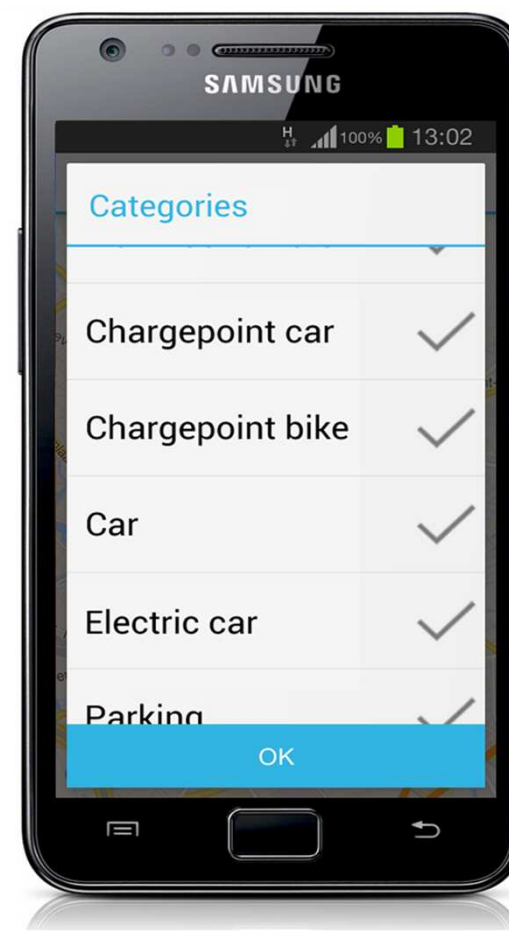 SAMSUNG
H 100% 13:02
Categories
Chargepoint car
Chargepoint bike
Car
Electric car
Parking
OK